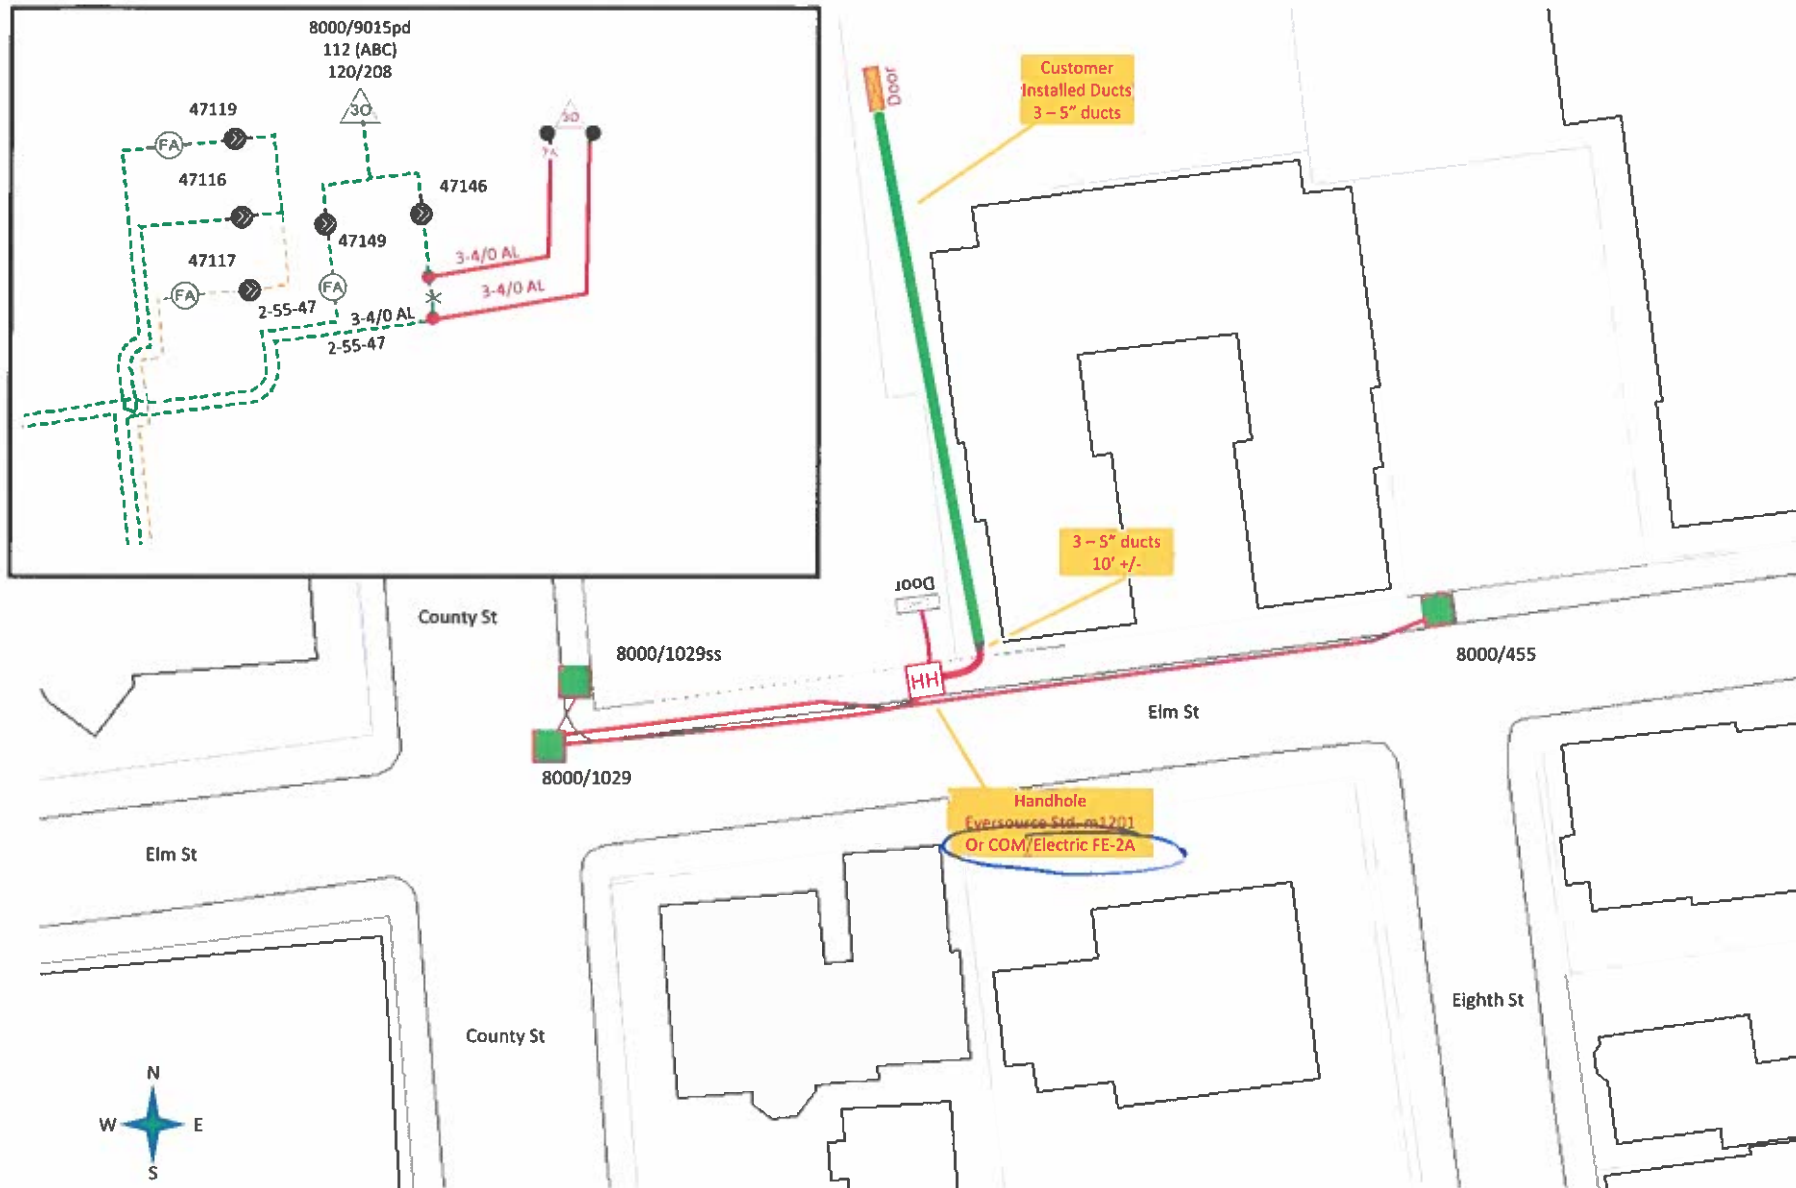 8000/9015pd
112 (ABC)
120/208
30
47119
FA
47116
47117
FA
47146
47149
FA
2-55-47
3-4/0 AL
2-55-47
3-4/0 AL
3-4/0 AL
30
Door
Customer
Installed Ducts
3 – 5" ducts
3 – 5" ducts
10' +/-
Door
HH
County St
8000/1029ss
8000/1029
8000/455
Elm St
Elm St
Handhole
Eversource Std. m1201
Or COM/Electric FE-2A
County St
Eighth St
N
W
E
S